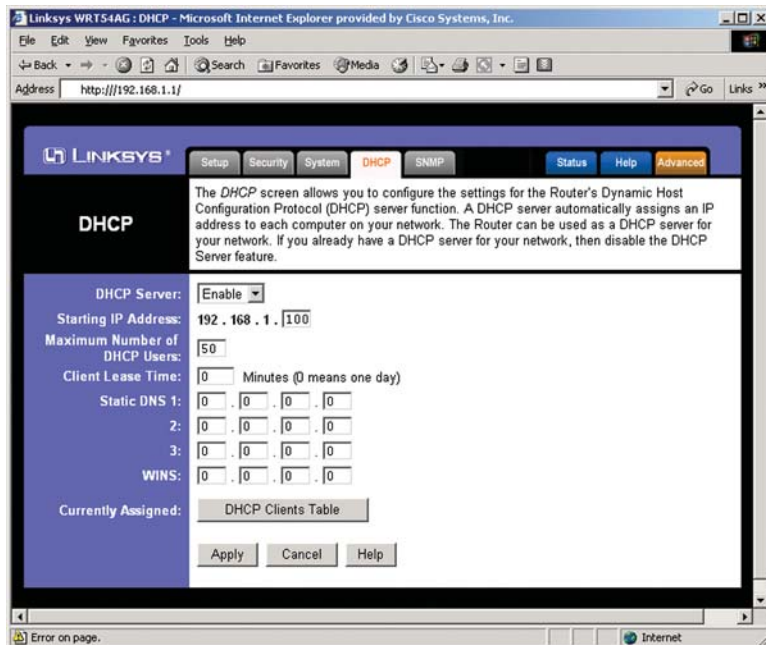 Linksys WRT54AG : DHCP - Microsoft Internet Explorer provided by Cisco Systems, Inc.
File Edit View Favorites Tools Help
Back Search Favorites Media
Address http:///192.168.1.1/ Go Links »
LINKSYS®
Setup Security System DHCP SNMP Status Help Advanced
DHCP
The DHCP screen allows you to configure the settings for the Router's Dynamic Host
Configuration Protocol (DHCP) server function. A DHCP server automatically assigns an IP
address to each computer on your network. The Router can be used as a DHCP server for
your network. If you already have a DHCP server for your network, then disable the DHCP
Server feature.
DHCP Server: Enable
Starting IP Address: 192 . 168 . 1 . 100
Maximum Number of
DHCP Users: 50
Client Lease Time: 0 Minutes (0 means one day)
Static DNS 1: 0 . 0 . 0 . 0
2: 0 . 0 . 0 . 0
3: 0 . 0 . 0 . 0
WINS: 0 . 0 . 0 . 0
Currently Assigned: DHCP Clients Table
Apply Cancel Help
Error on page. Internet